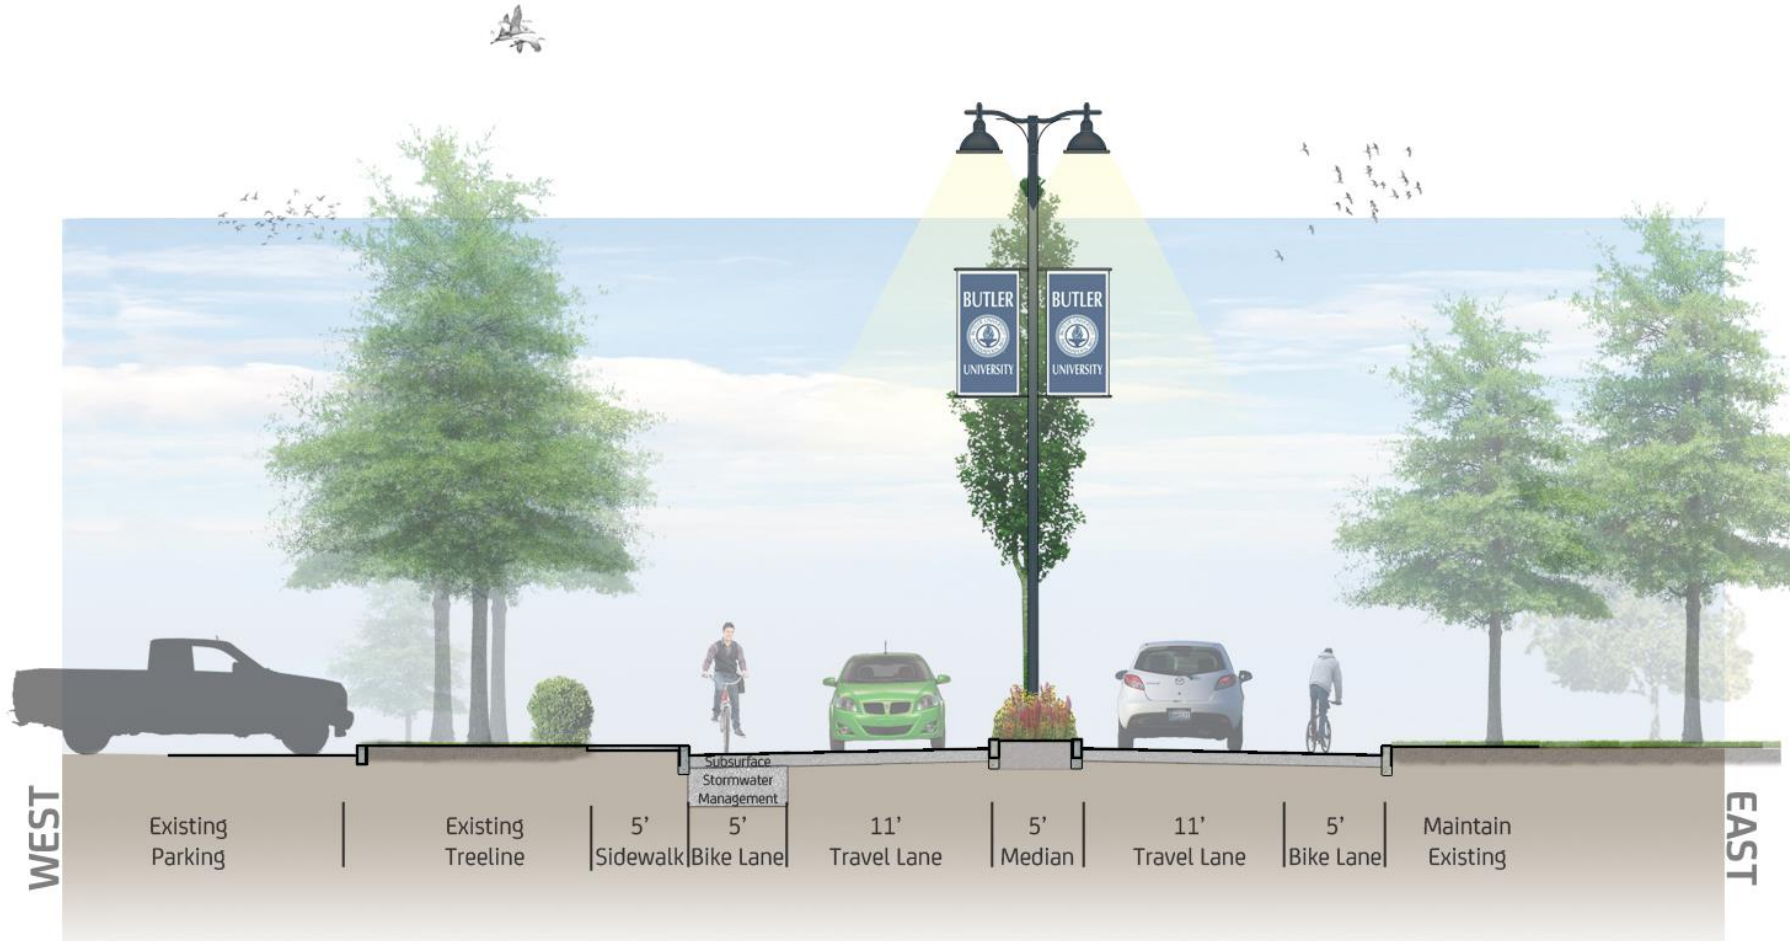 BUTLER
UNIVERSITY
BUTLER
UNIVERSITY
Subsurface
Stormwater
Management
WEST
Existing
Parking
Existing
Treeline
5’
Sidewalk
5’
Bike Lane
11’
Travel Lane
5’
Median
11’
Travel Lane
5’
Bike Lane
Maintain
Existing
EAST